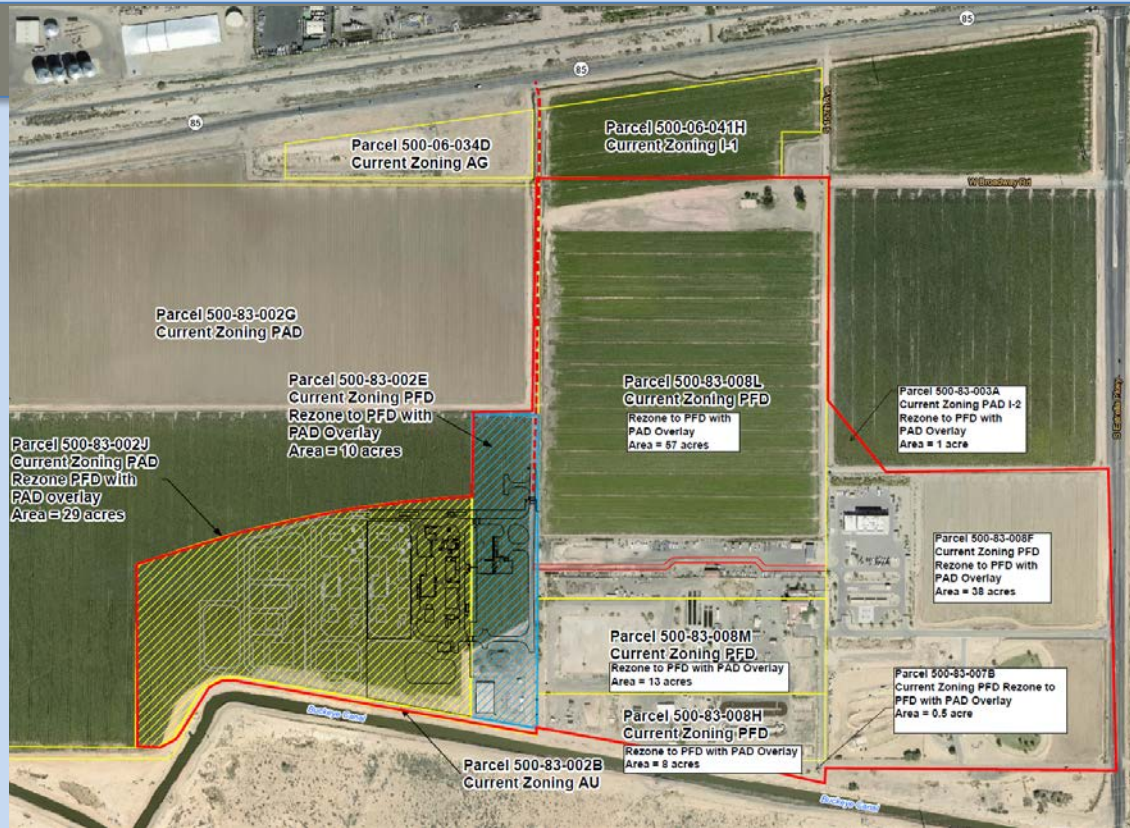 85
85
85
S 159th Ave
Parcel 500-06-034D
Current Zoning AG
Parcel 500-06-041H
Current Zoning I-1
W Broadway Rd
Parcel 500-83-002G
Current Zoning PAD
Parcel 500-83-002E
Current Zoning PFD
Rezone to PFD with
PAD Overlay
Area = 10 acres
Parcel 500-83-008L
Current Zoning PFD
Rezone to PFD with
PAD Overlay
Area = 67 acres
Parcel 500-83-003A
Current Zoning PAD I-2
Rezone to PFD with
PAD Overlay
Area = 1 acre
S Estrella Pkwy
Parcel 500-83-002J
Current Zoning PAD
Rezone PFD with
PAD overlay
Area = 29 acres
Parcel 500-83-008F
Current Zoning PFD
Rezone to PFD with
PAD Overlay
Area = 38 acres
Parcel 500-83-008M
Current Zoning PFD
Rezone to PFD with PAD Overlay
Area = 13 acres
Parcel 500-83-007B
Current Zoning PFD Rezone to
PFD with PAD Overlay
Area = 0.5 acre
Parcel 500-83-008H
Current Zoning PFD
Rezone to PFD with PAD Overlay
Area = 8 acres
Buckeye Canal
Parcel 500-83-002B
Current Zoning AU
Buckeye Canal